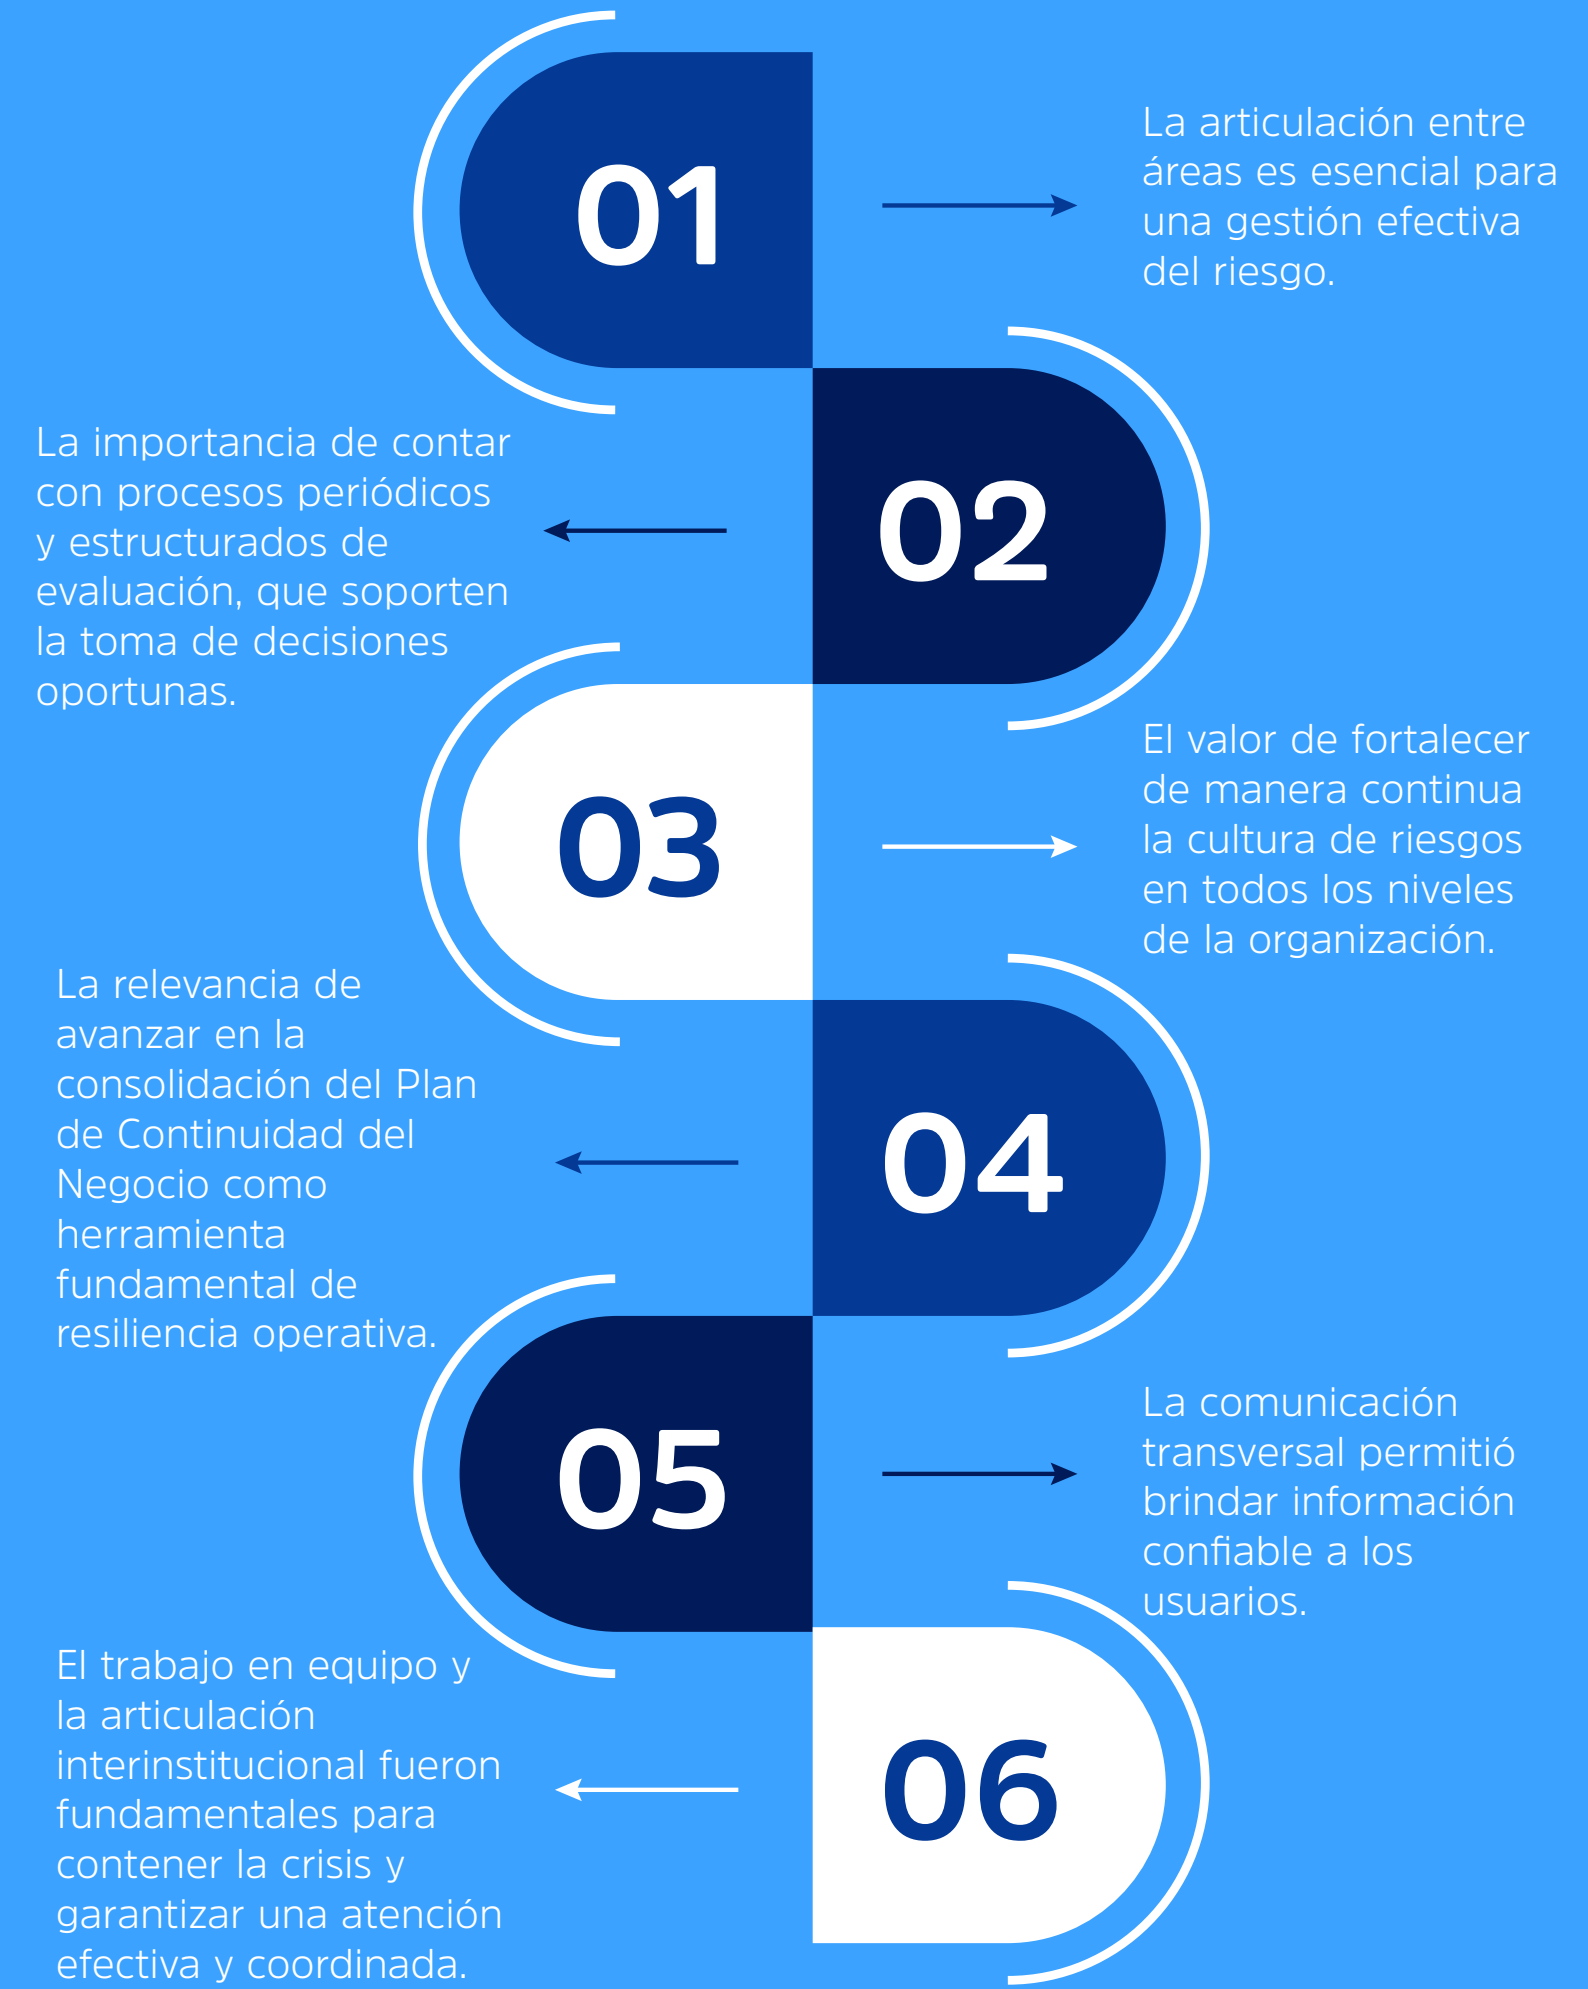 01
La articulación entre
áreas es esencial para
una gestión efectiva
del riesgo.
02
La importancia de contar
con procesos periódicos
y estructurados de
evaluación, que soporten
la toma de decisiones
oportunas.
03
El valor de fortalecer
de manera continua
la cultura de riesgos
en todos los niveles
de la organización.
04
La relevancia de
avanzar en la
consolidación del Plan
de Continuidad del
Negocio como
herramienta
fundamental de
resiliencia operativa.
05
La comunicación
transversal permitió
brindar información
confiable a los
usuarios.
06
El trabajo en equipo y
la articulación
interinstitucional fueron
fundamentales para
contener la crisis y
garantizar una atención
efectiva y coordinada.